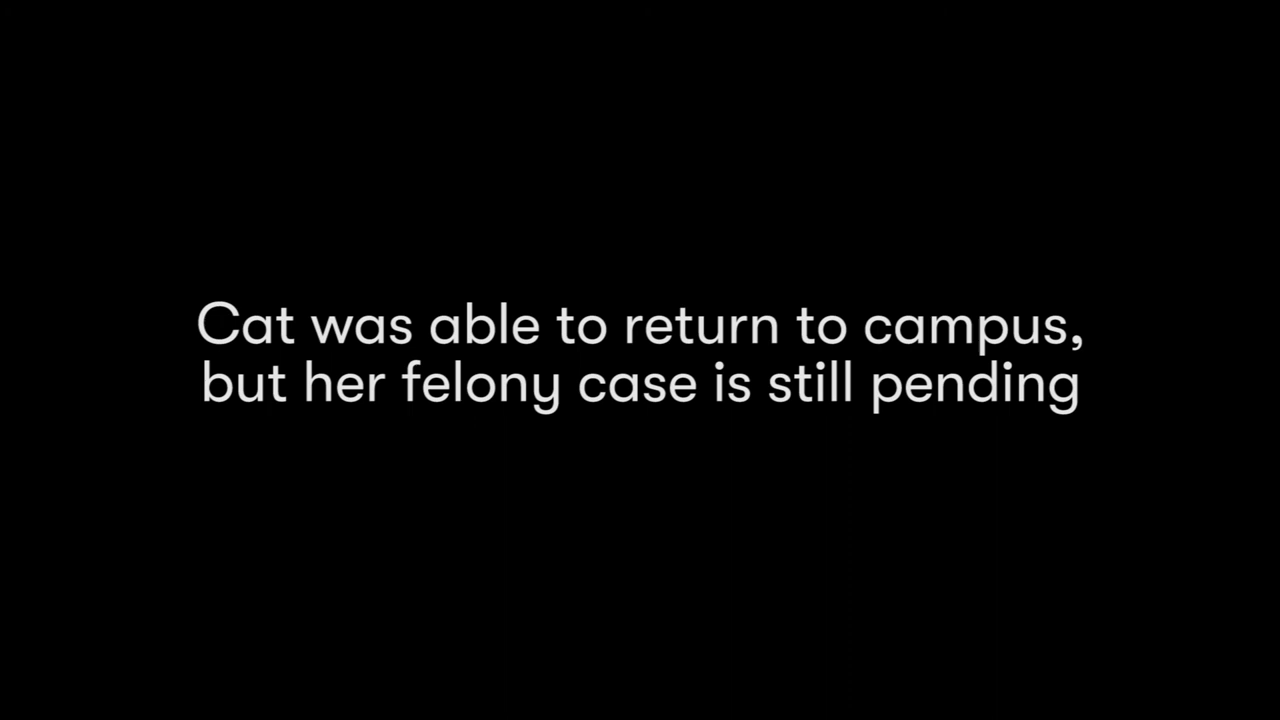 Cat was able to return to campus,
but her felony case is still pending